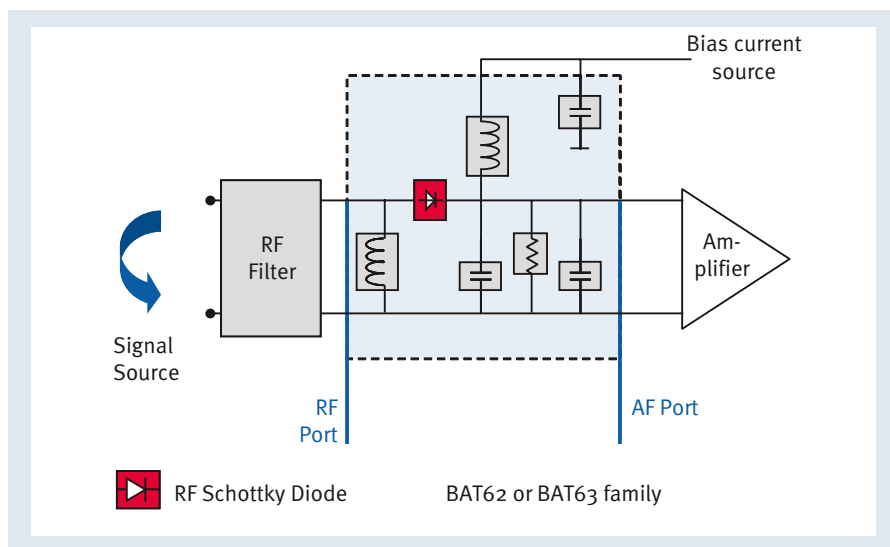 Bias current
source
RF
Filter
Am-
plifier
Signal
Source
RF
Port
AF Port
RF Schottky Diode
BAT62 or BAT63 family